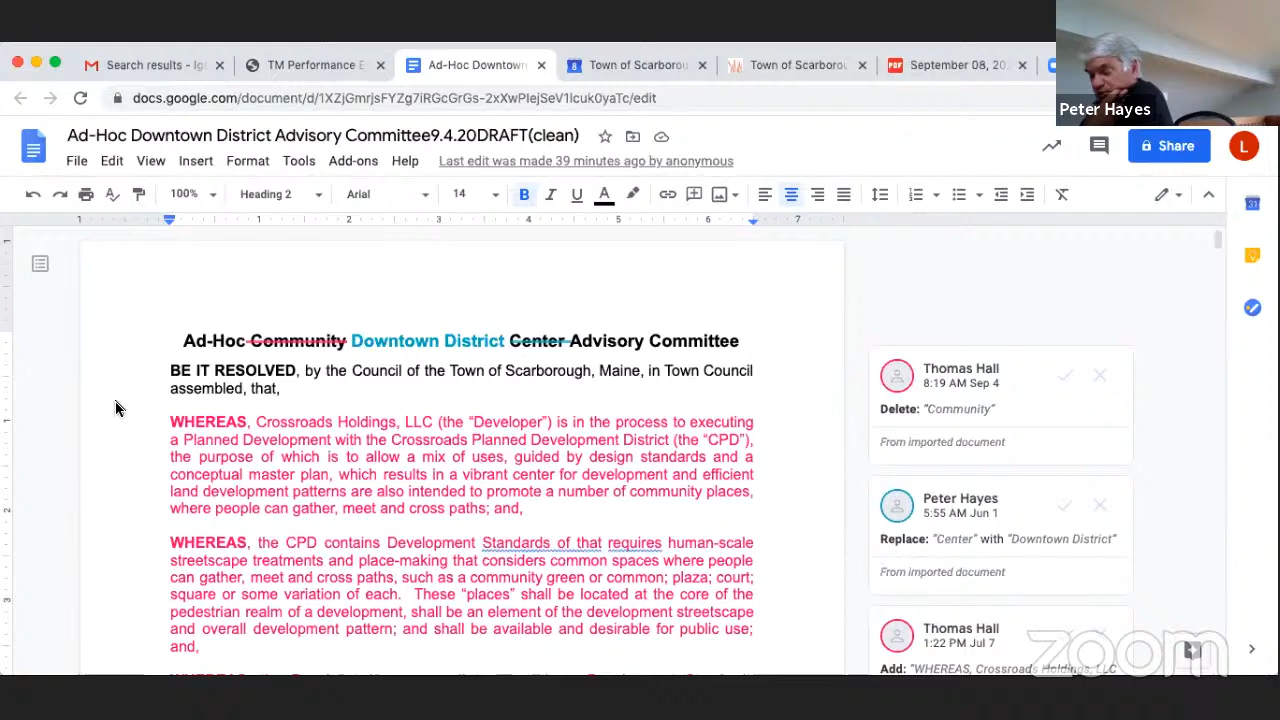 Search results - Ig
TM Performance E
Ad-Hoc Downtown
Town of Scarborou
Town of Scarborou
September 08, 20
Peter Hayes
docs.google.com/document/d/1XZjGmrjsFYZg7iRGcGrGs-2xXwPIejSeV1lcuk0yaTc/edit
Ad-Hoc Downtown District Advisory Committee9.4.20DRAFT(clean)
File Edit View Insert Format Tools Add-ons Help Last edit was made 39 minutes ago by anonymous
Share
L
100% Heading 2 Arial 14 B I U A
1 1 2 3 4 5 6 7
Ad-Hoc Community Downtown District Center Advisory Committee
BE IT RESOLVED, by the Council of the Town of Scarborough, Maine, in Town Council
assembled, that,
WHEREAS, Crossroads Holdings, LLC (the “Developer”) is in the process to executing
a Planned Development with the Crossroads Planned Development District (the “CPD”),
the purpose of which is to allow a mix of uses, guided by design standards and a
conceptual master plan, which results in a vibrant center for development and efficient
land development patterns are also intended to promote a number of community places,
where people can gather, meet and cross paths; and,
WHEREAS, the CPD contains Development Standards of that requires human-scale
streetscape treatments and place-making that considers common spaces where people
can gather, meet and cross paths, such as a community green or common; plaza; court;
square or some variation of each. These “places” shall be located at the core of the
pedestrian realm of a development, shall be an element of the development streetscape
and overall development pattern; and shall be available and desirable for public use;
and,
Thomas Hall
8:19 AM Sep 4
Delete: “Community”
From imported document
Peter Hayes
5:55 AM Jun 1
Replace: “Center” with “Downtown District”
From imported document
Thomas Hall
1:22 PM Jul 7
Add: “WHEREAS, Crossroads Holdings, LLC
zoom